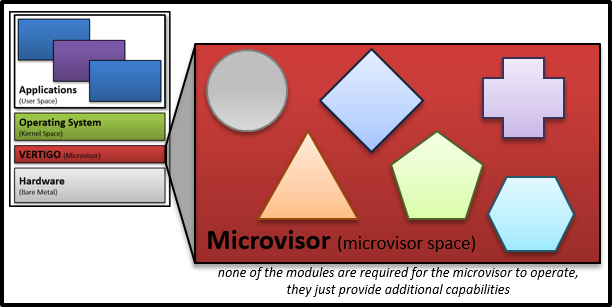 Applications
(User Space)
Operating System
(Kernel Space)
VERTIGO (Microvisor)
Hardware
(Bare Metal)
Microvisor (microvisor space)
none of the modules are required for the microvisor to operate,
they just provide additional capabilities